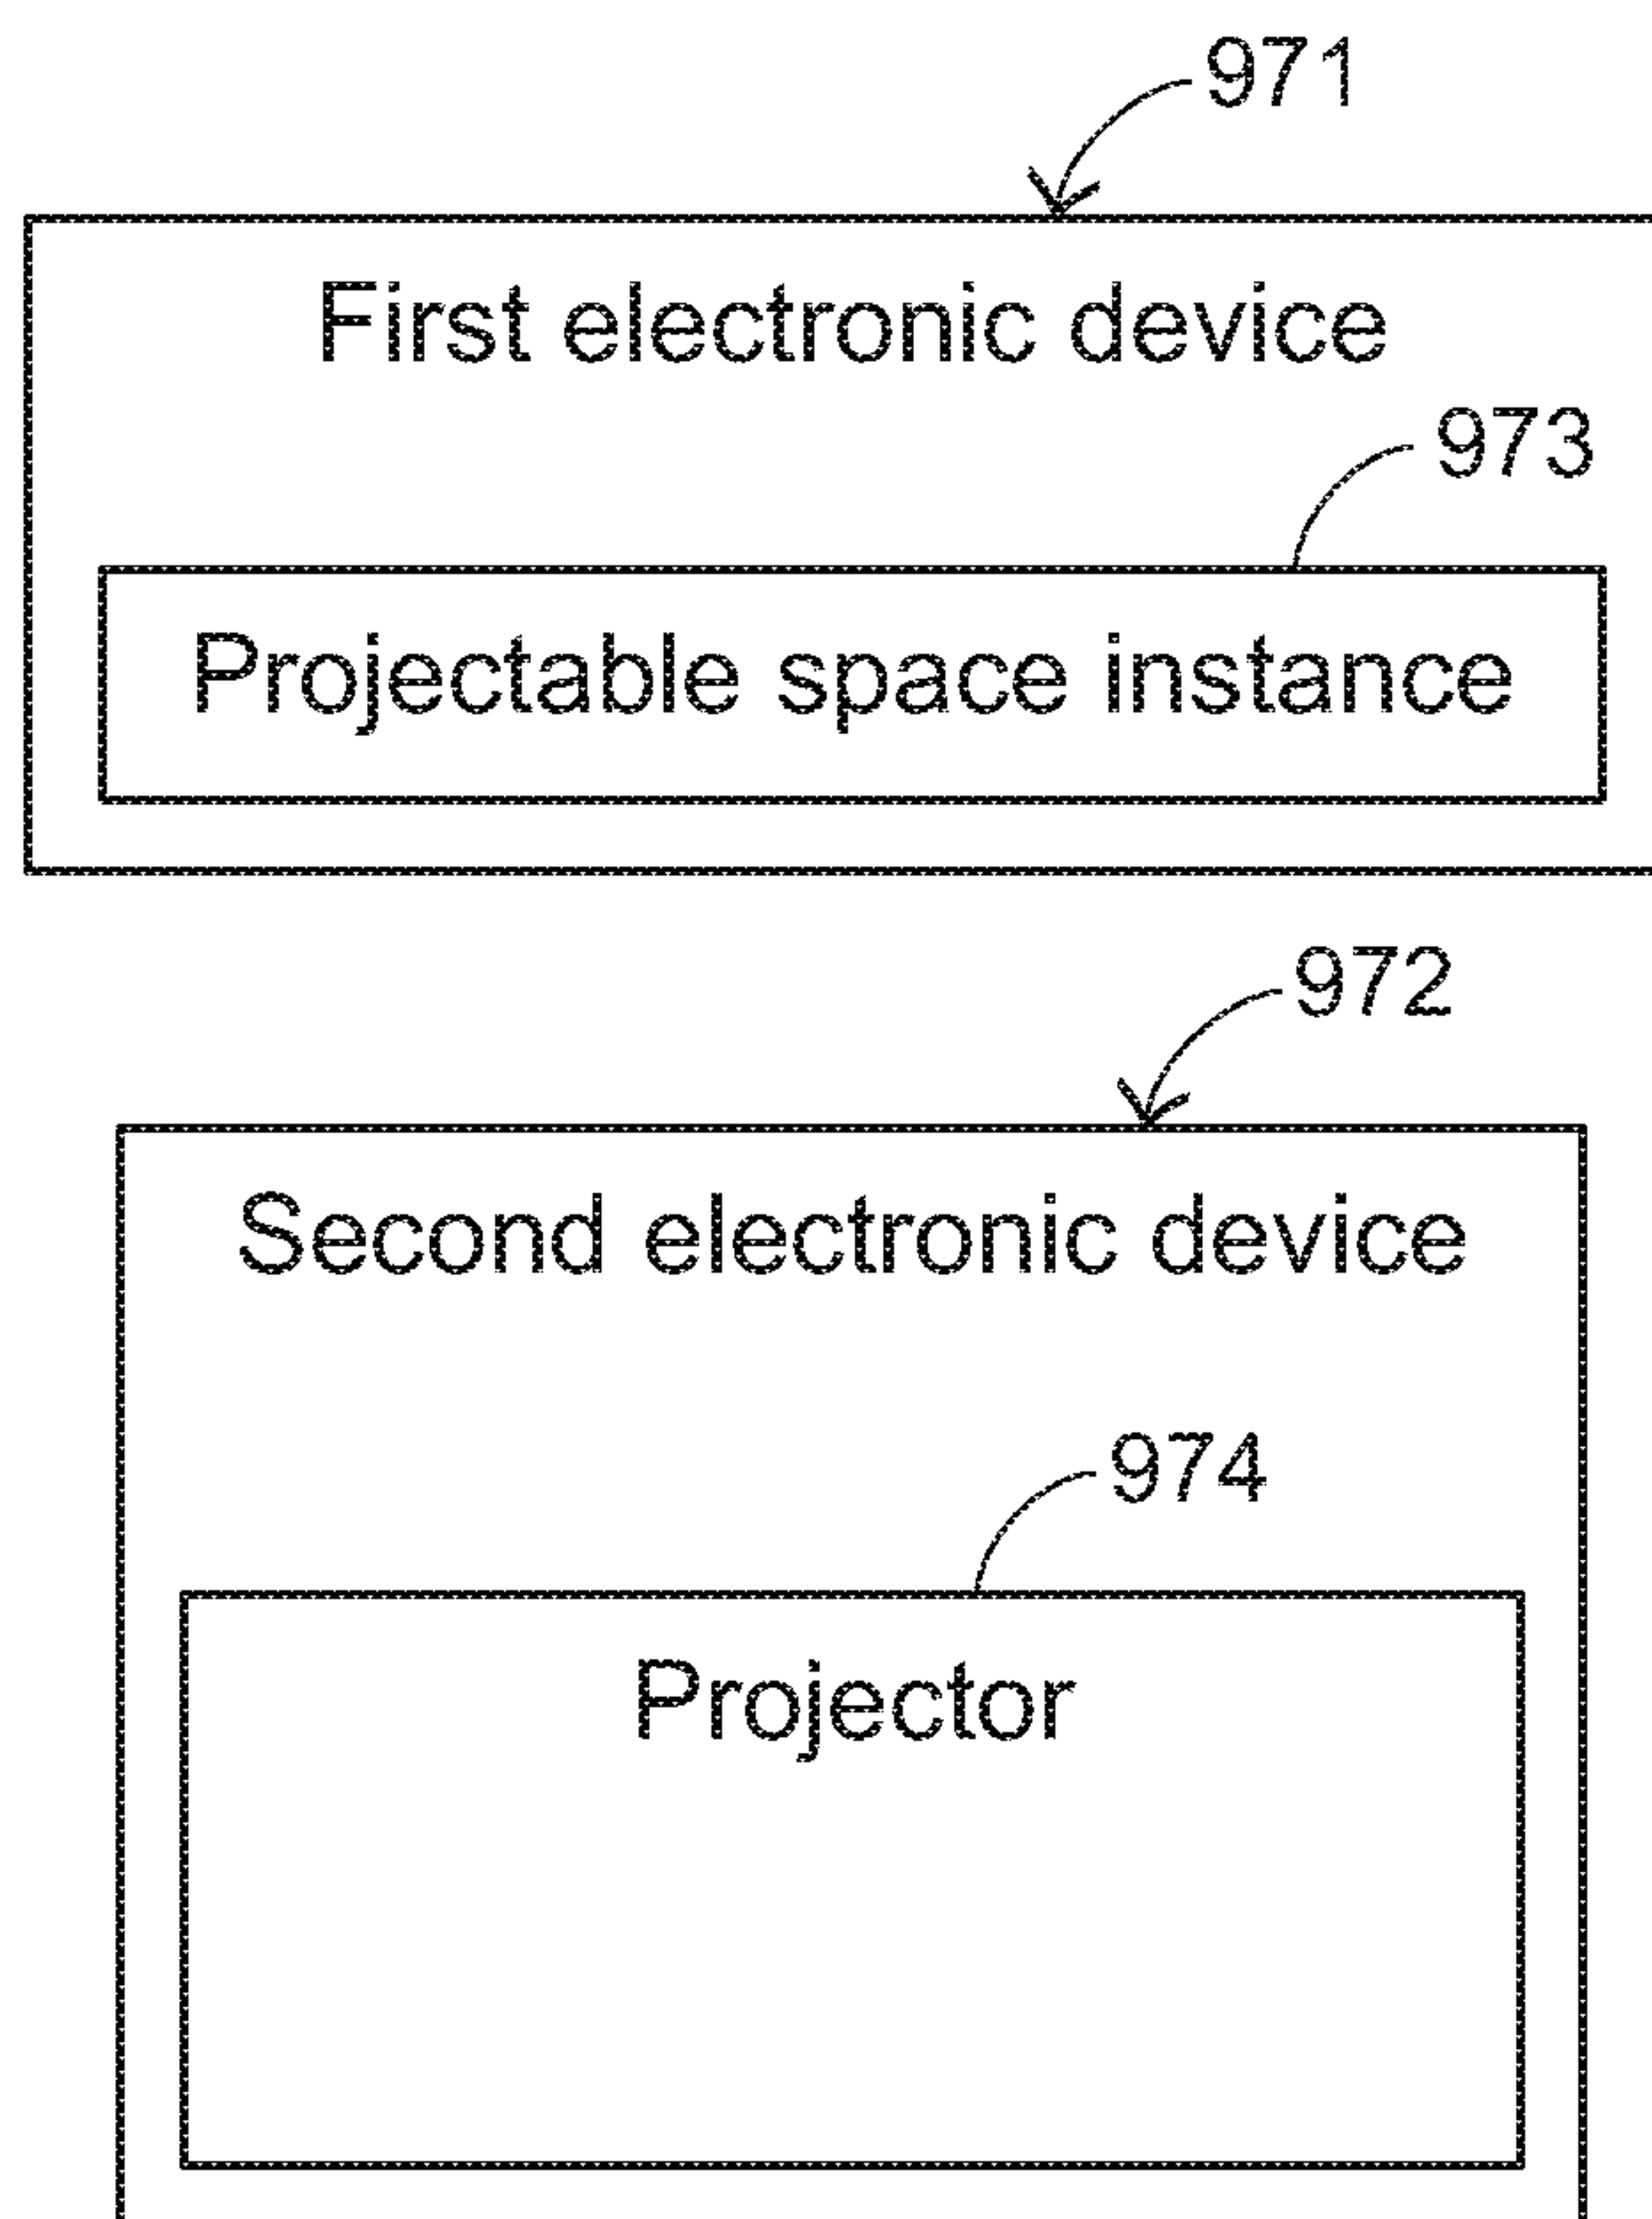 971
First electronic device
973
Projectable space instance
972
Second electronic device
974
Projector